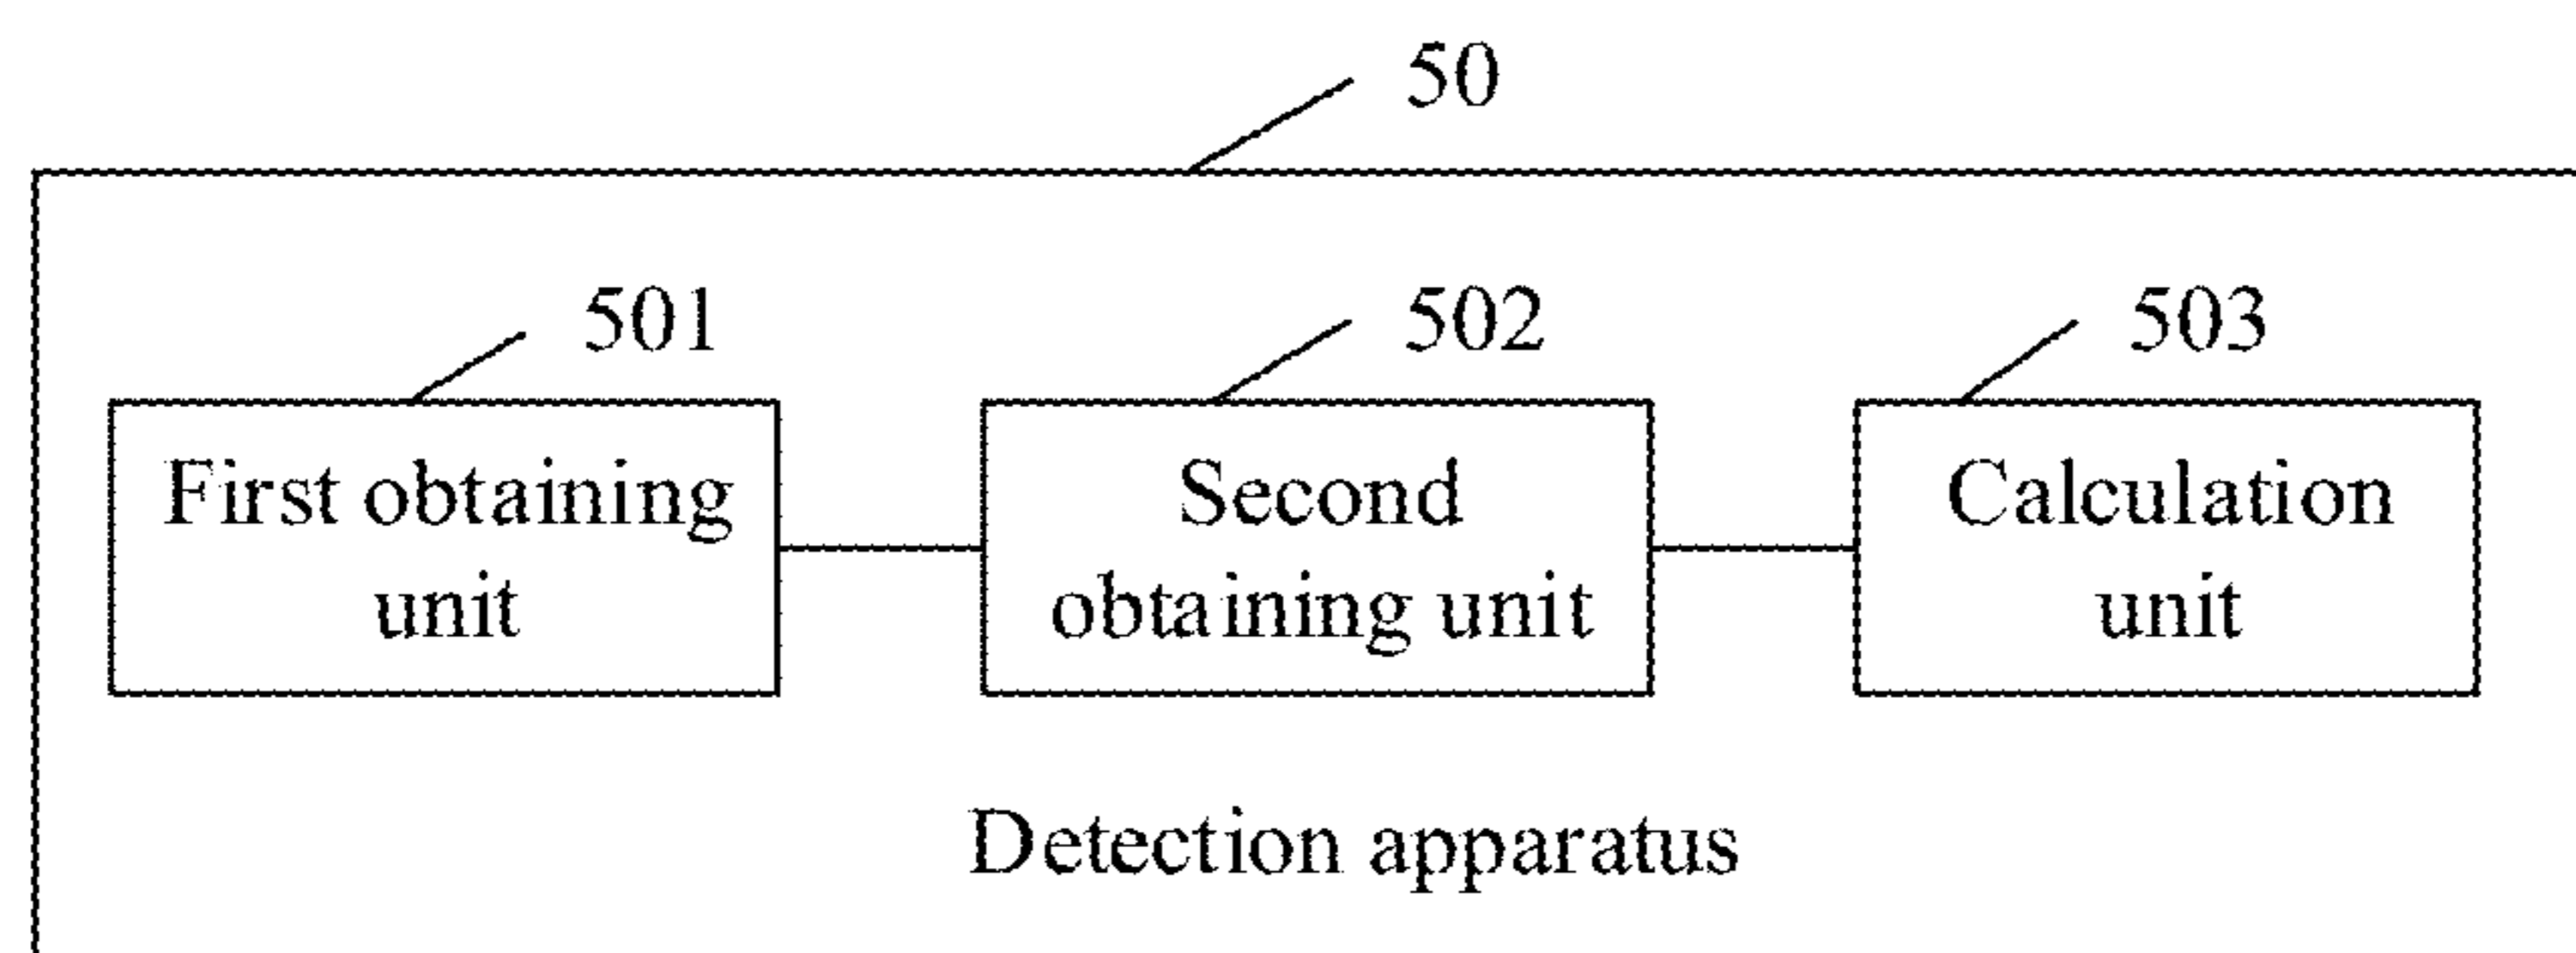 50
501
502
503
First obtaining
unit
Second
obtaining unit
Calculation
unit
Detection apparatus